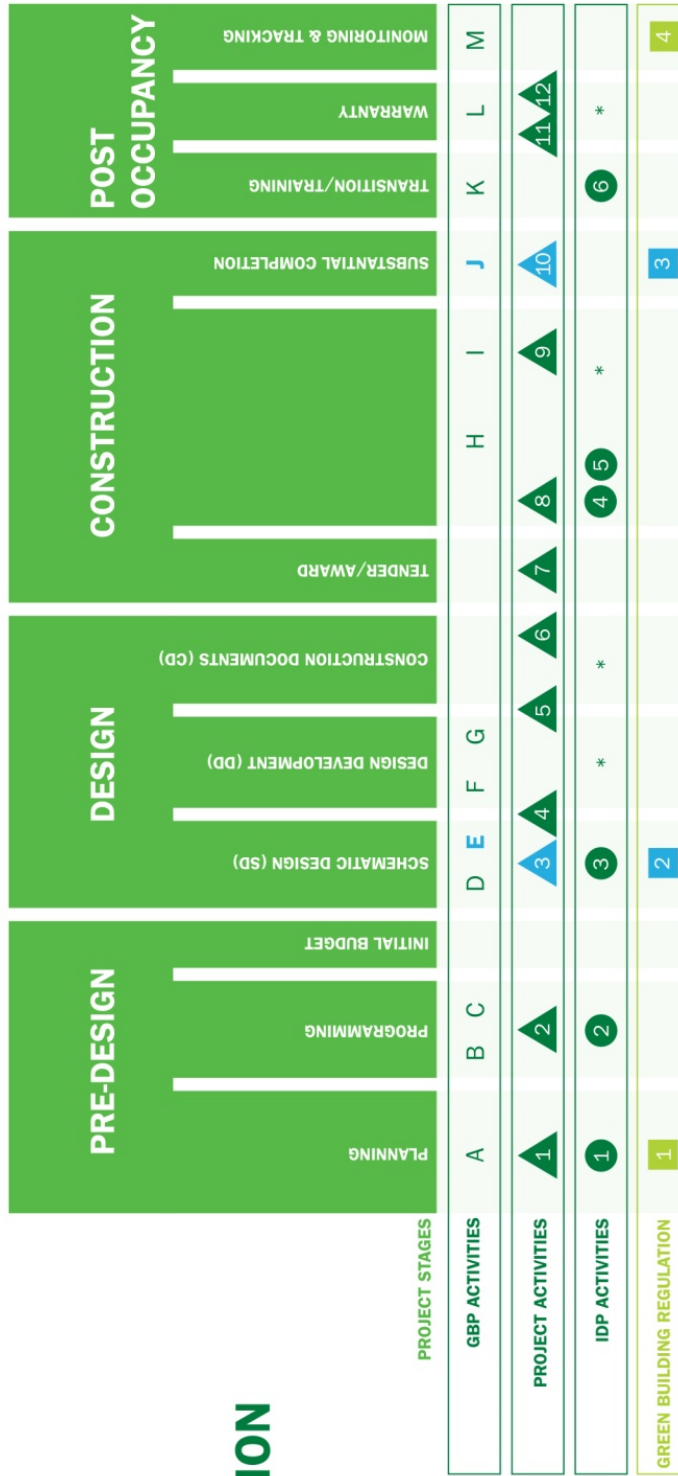 ION
PRE-DESIGN
DESIGN
CONSTRUCTION
POST
OCCUPANCY
PROJECT STAGES
PLANNING
PROGRAMMING
INITIAL BUDGET
SCHEMATIC DESIGN (SD)
DESIGN DEVELOPMENT (DD)
CONSTRUCTION DOCUMENTS (CD)
TENDER/AWARD
SUBSTANTIAL COMPLETION
TRANSITION/TRAINING
WARRANTY
MONITORING & TRACKING
GBP ACTIVITIES
A B C D E F G H I J K L M
PROJECT ACTIVITIES
1 2 3 4 5 6 7 8 9 10 11 12
IDP ACTIVITIES
1 2 3 * * 4 5 * 6 *
GREEN BUILDING REGULATION
1 2 3 4